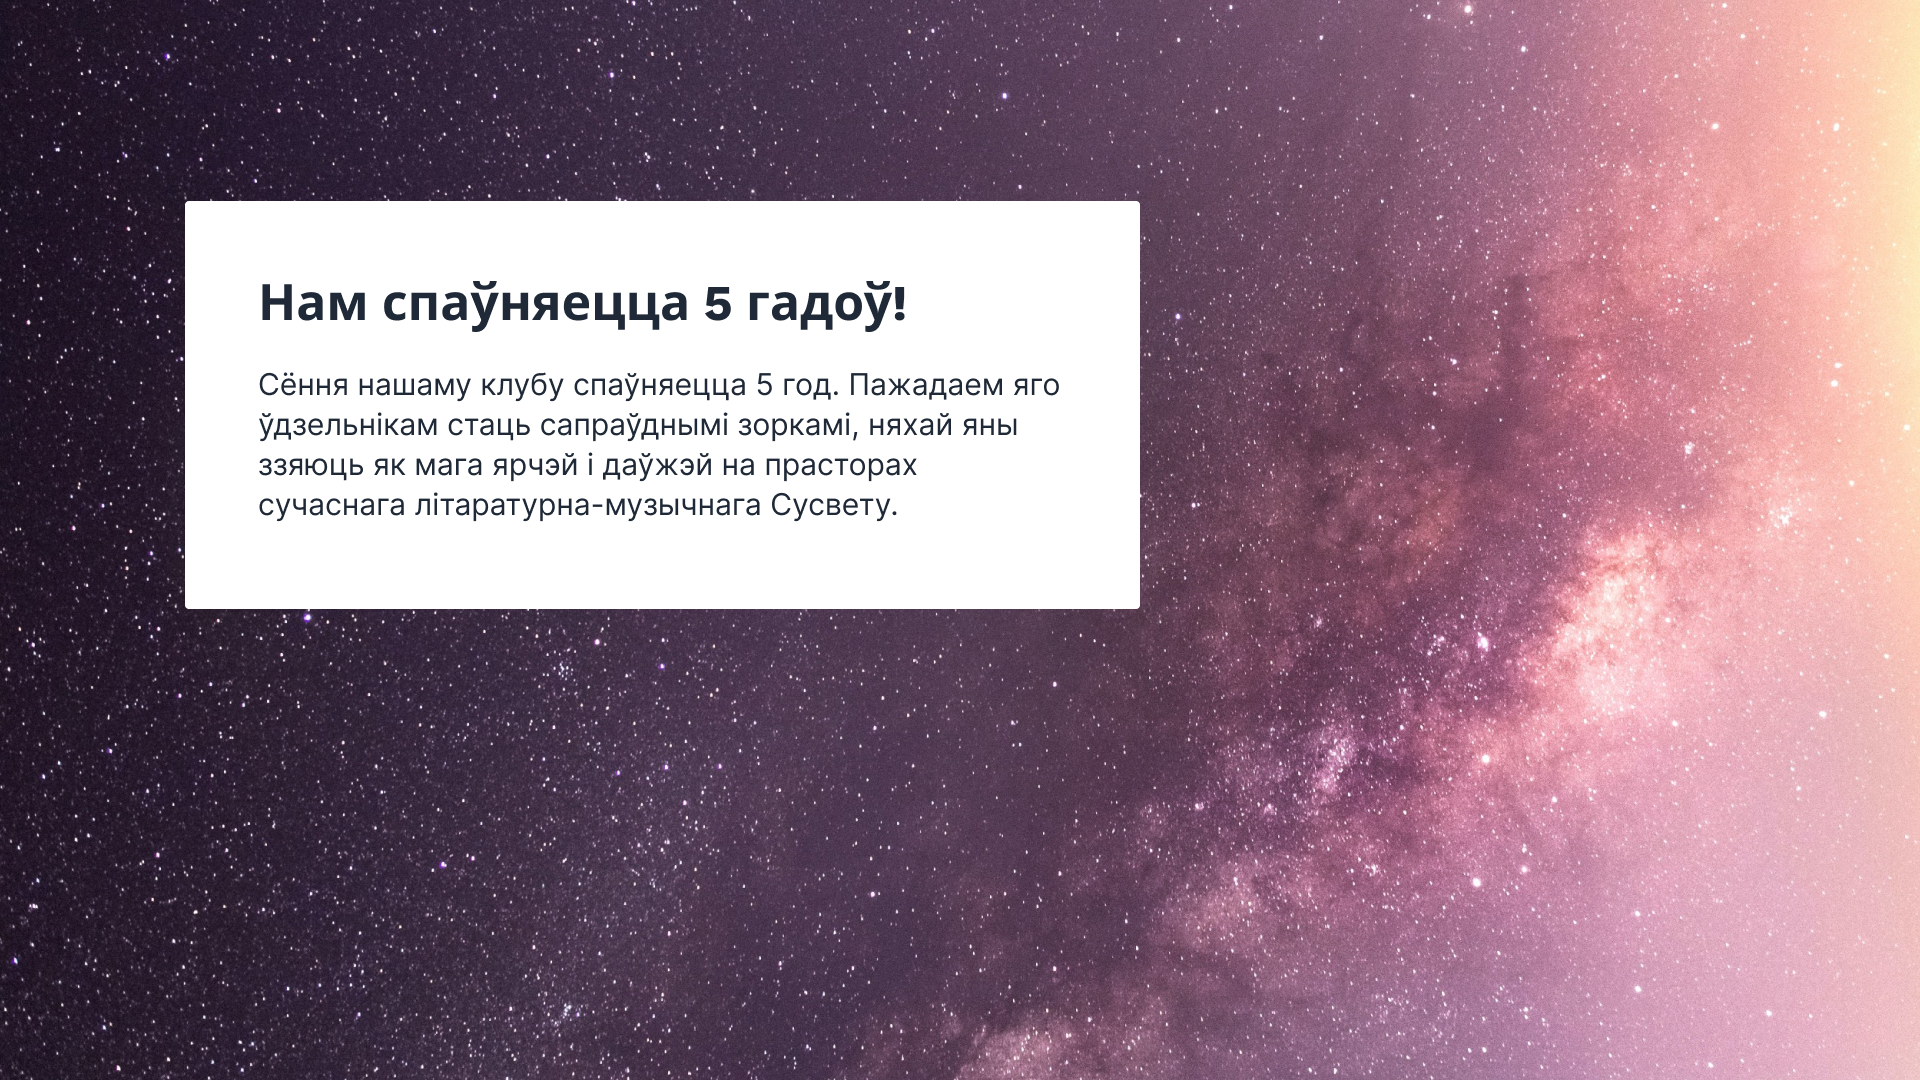 Нам спаўняецца 5 гадоў!
Сёння нашаму клубу спаўняецца 5 год. Пажадаем яго
ўдзельнікам стаць сапраўднымі зоркамі, няхай яны
ззяюць як мага ярчэй і даўжэй на прасторах
сучаснага літаратурна-музычнага Сусвету.